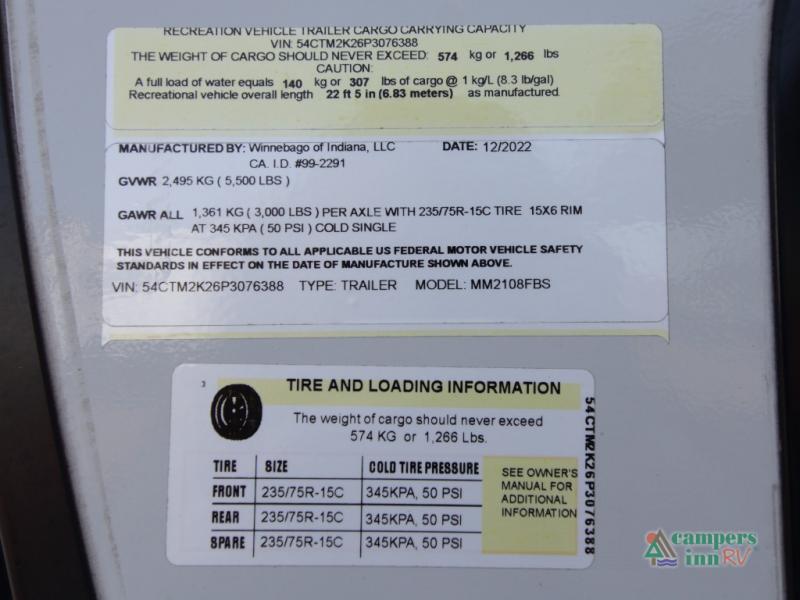 RECREATION VEHICLE TRAILER CARGO CARRYING CAPACITY
VIN: 54CTM2K26P3076388
THE WEIGHT OF CARGO SHOULD NEVER EXCEED: 574 kg or 1,266 lbs
CAUTION:
A full load of water equals 140 kg or 307 lbs of cargo @ 1 kg/L (8.3 lb/gal)
Recreational vehicle overall length 22 ft 5 in (6.83 meters) as manufactured.
MANUFACTURED BY: Winnebago of Indiana, LLC DATE: 12/2022
CA. I.D. #99-2291
GVWR 2,495 KG ( 5,500 LBS )
GAWR ALL 1,361 KG ( 3,000 LBS ) PER AXLE WITH 235/75R-15C TIRE 15X6 RIM
AT 345 KPA ( 50 PSI ) COLD SINGLE
THIS VEHICLE CONFORMS TO ALL APPLICABLE US FEDERAL MOTOR VEHICLE SAFETY
STANDARDS IN EFFECT ON THE DATE OF MANUFACTURE SHOWN ABOVE.
VIN: 54CTM2K26P3076388 TYPE: TRAILER MODEL: MM2108FBS
3
TIRE AND LOADING INFORMATION
The weight of cargo should never exceed
574 KG or 1,266 Lbs.
TIRE SIZE COLD TIRE PRESSURE
FRONT 235/75R-15C 345KPA, 50 PSI
REAR 235/75R-15C 345KPA, 50 PSI
SPARE 235/75R-15C 345KPA, 50 PSI
SEE OWNER'S
MANUAL FOR
ADDITIONAL
INFORMATION
54CTM2K26P3076388
campers
inn RV